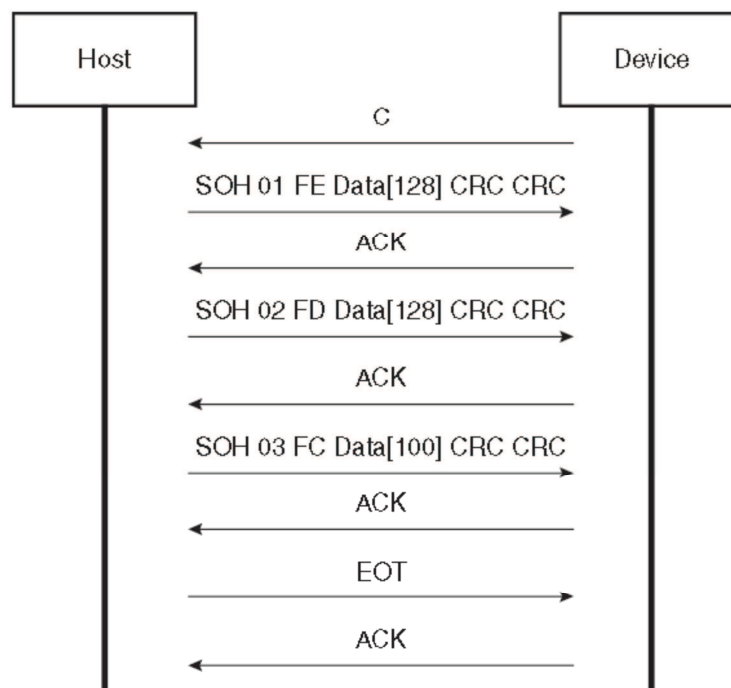 Host
Device
C
SOH 01 FE Data[128] CRC CRC
ACK
SOH 02 FD Data[128] CRC CRC
ACK
SOH 03 FC Data[100] CRC CRC
ACK
EOT
ACK